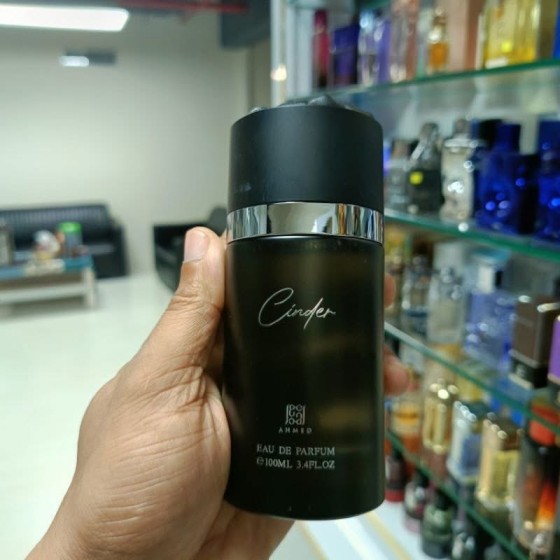 Cinder
AHMED
EAU DE PARFUM
℮100ML 3.4FL.OZ